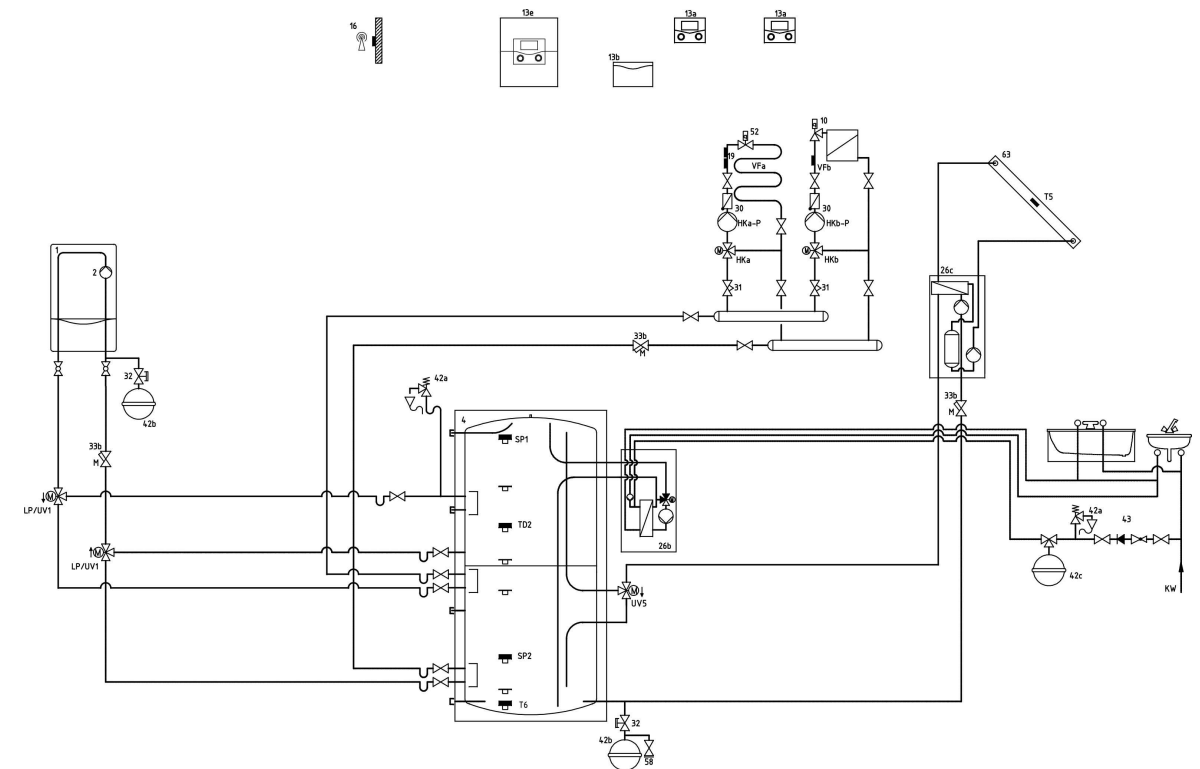 13e
13a
13a
16
13b
52
10
19
VFa
VFb
63
T5
30
30
HKa-P
HKb-P
M
M
HKa
HKb
1
2
26c
31
31
33b
M
32
42a
33b
M
42b
4
SP1
33b
M
M
LP/UV1
TD2
42a
43
26b
M
LP/UV1
42c
M
UV5
KW
SP2
T6
32
42b
58